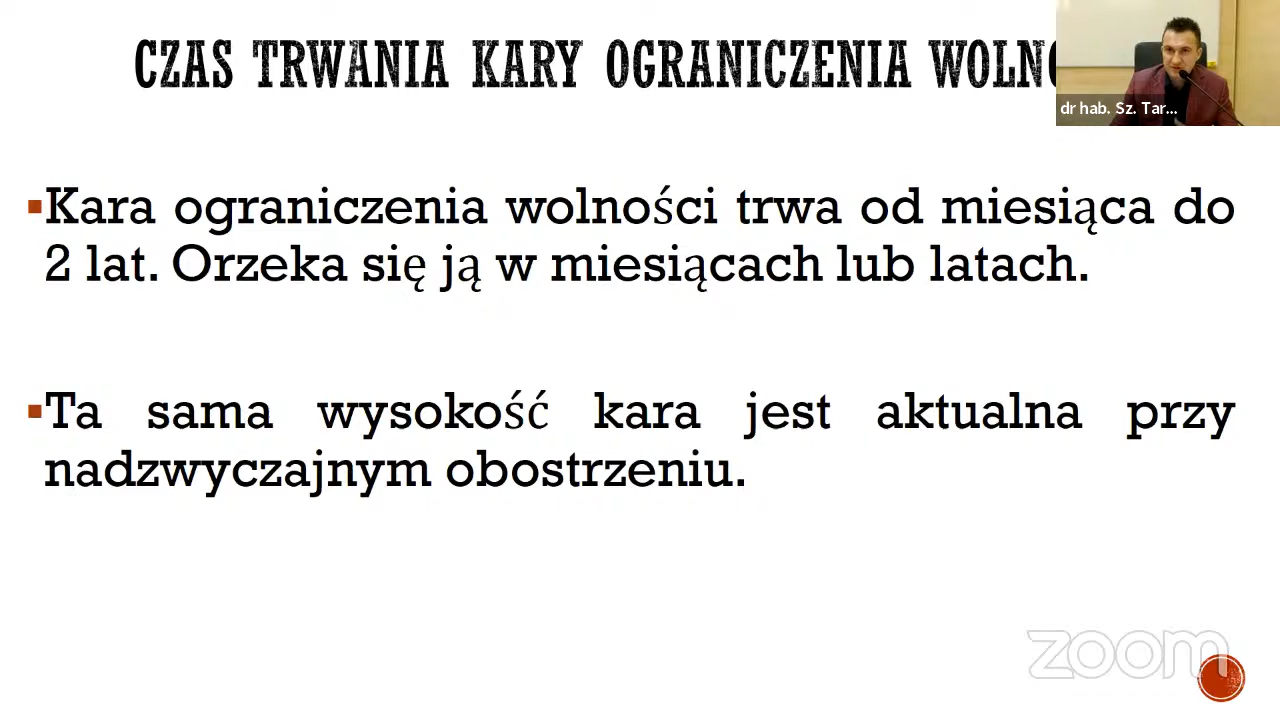 CZAS TRWANIA KARY OGRANICZENIA
dr hab. Sz. Tar...
▪Kara ograniczenia wolności trwa od miesiąca do
2 lat. Orzeka się ją w miesiącach lub latach.
▪Ta sama wysokość kara jest aktualna przy
nadzwyczajnym obostrzeniu.
zoom